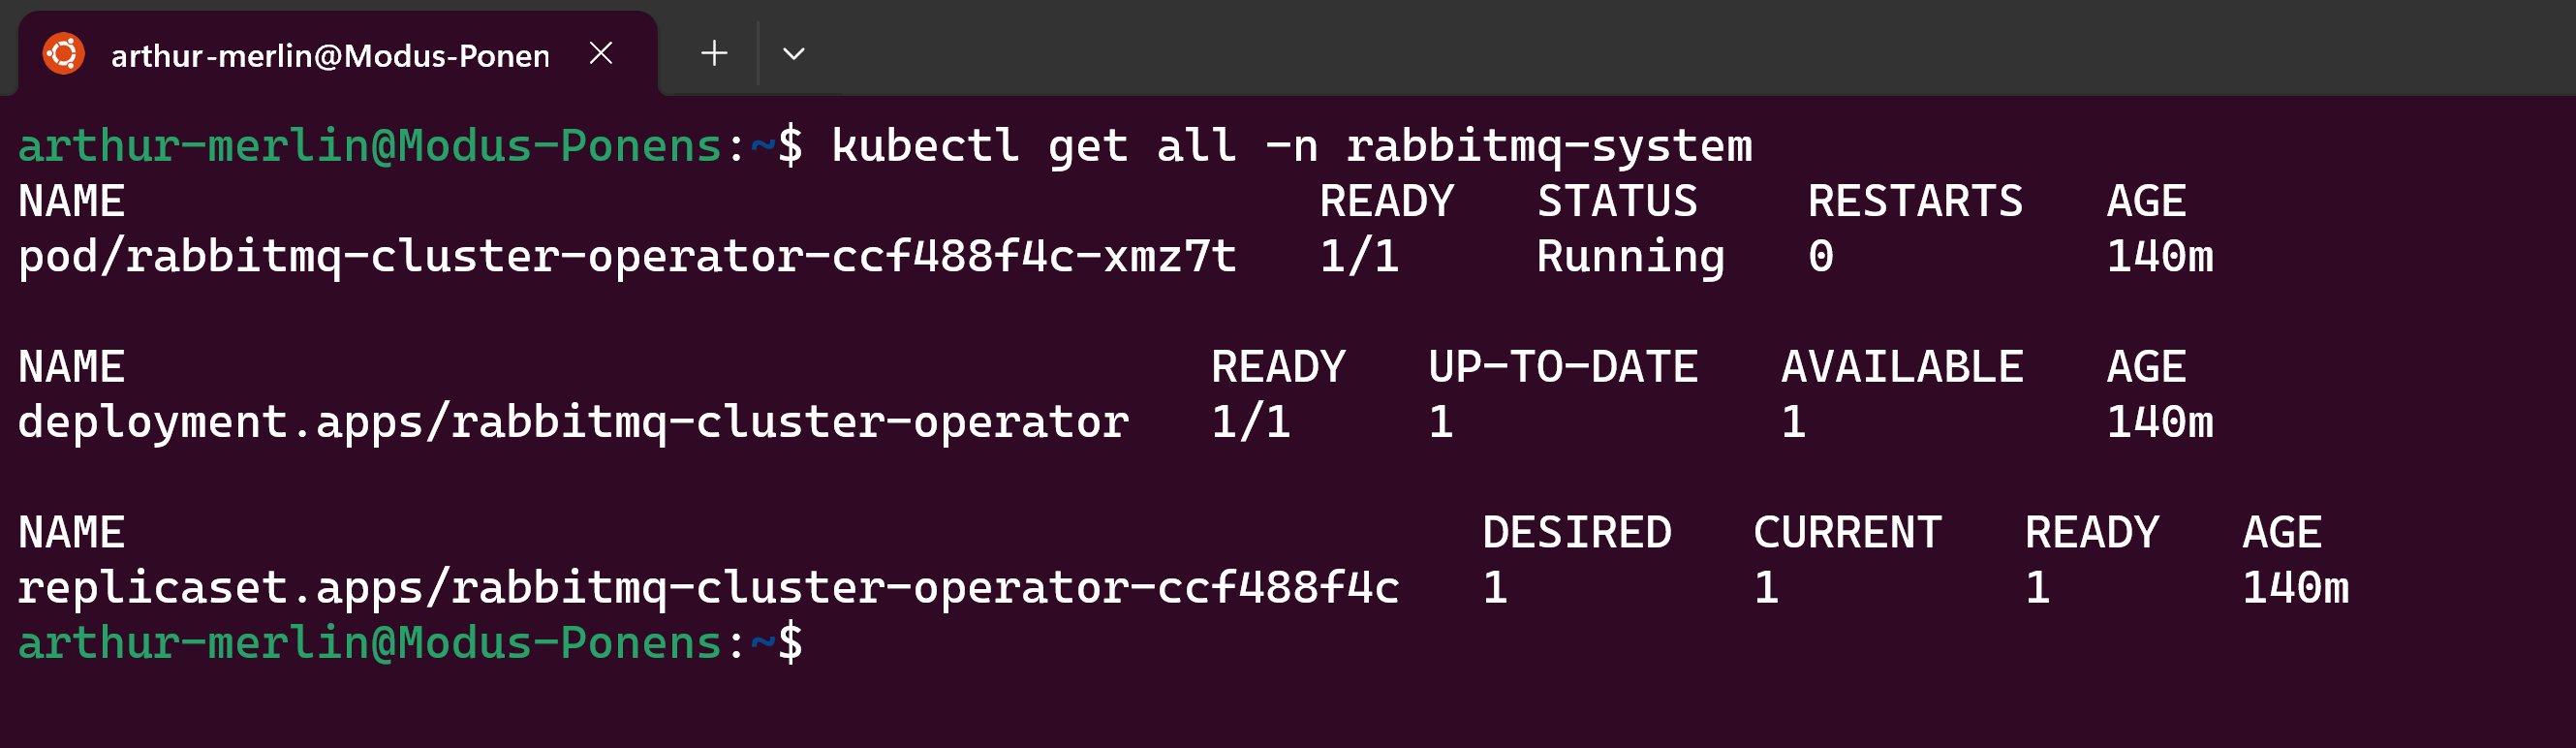 arthur-merlin@Modus-Ponen
arthur-merlin@Modus-Ponens:~$ kubectl get all -n rabbitmq-system
NAME                                            READY   STATUS    RESTARTS   AGE
pod/rabbitmq-cluster-operator-ccf488f4c-xmz7t   1/1     Running   0          140m

NAME                                        READY   UP-TO-DATE   AVAILABLE   AGE
deployment.apps/rabbitmq-cluster-operator   1/1     1            1           140m

NAME                                                  DESIRED   CURRENT   READY   AGE
replicaset.apps/rabbitmq-cluster-operator-ccf488f4c   1         1         1       140m
arthur-merlin@Modus-Ponens:~$